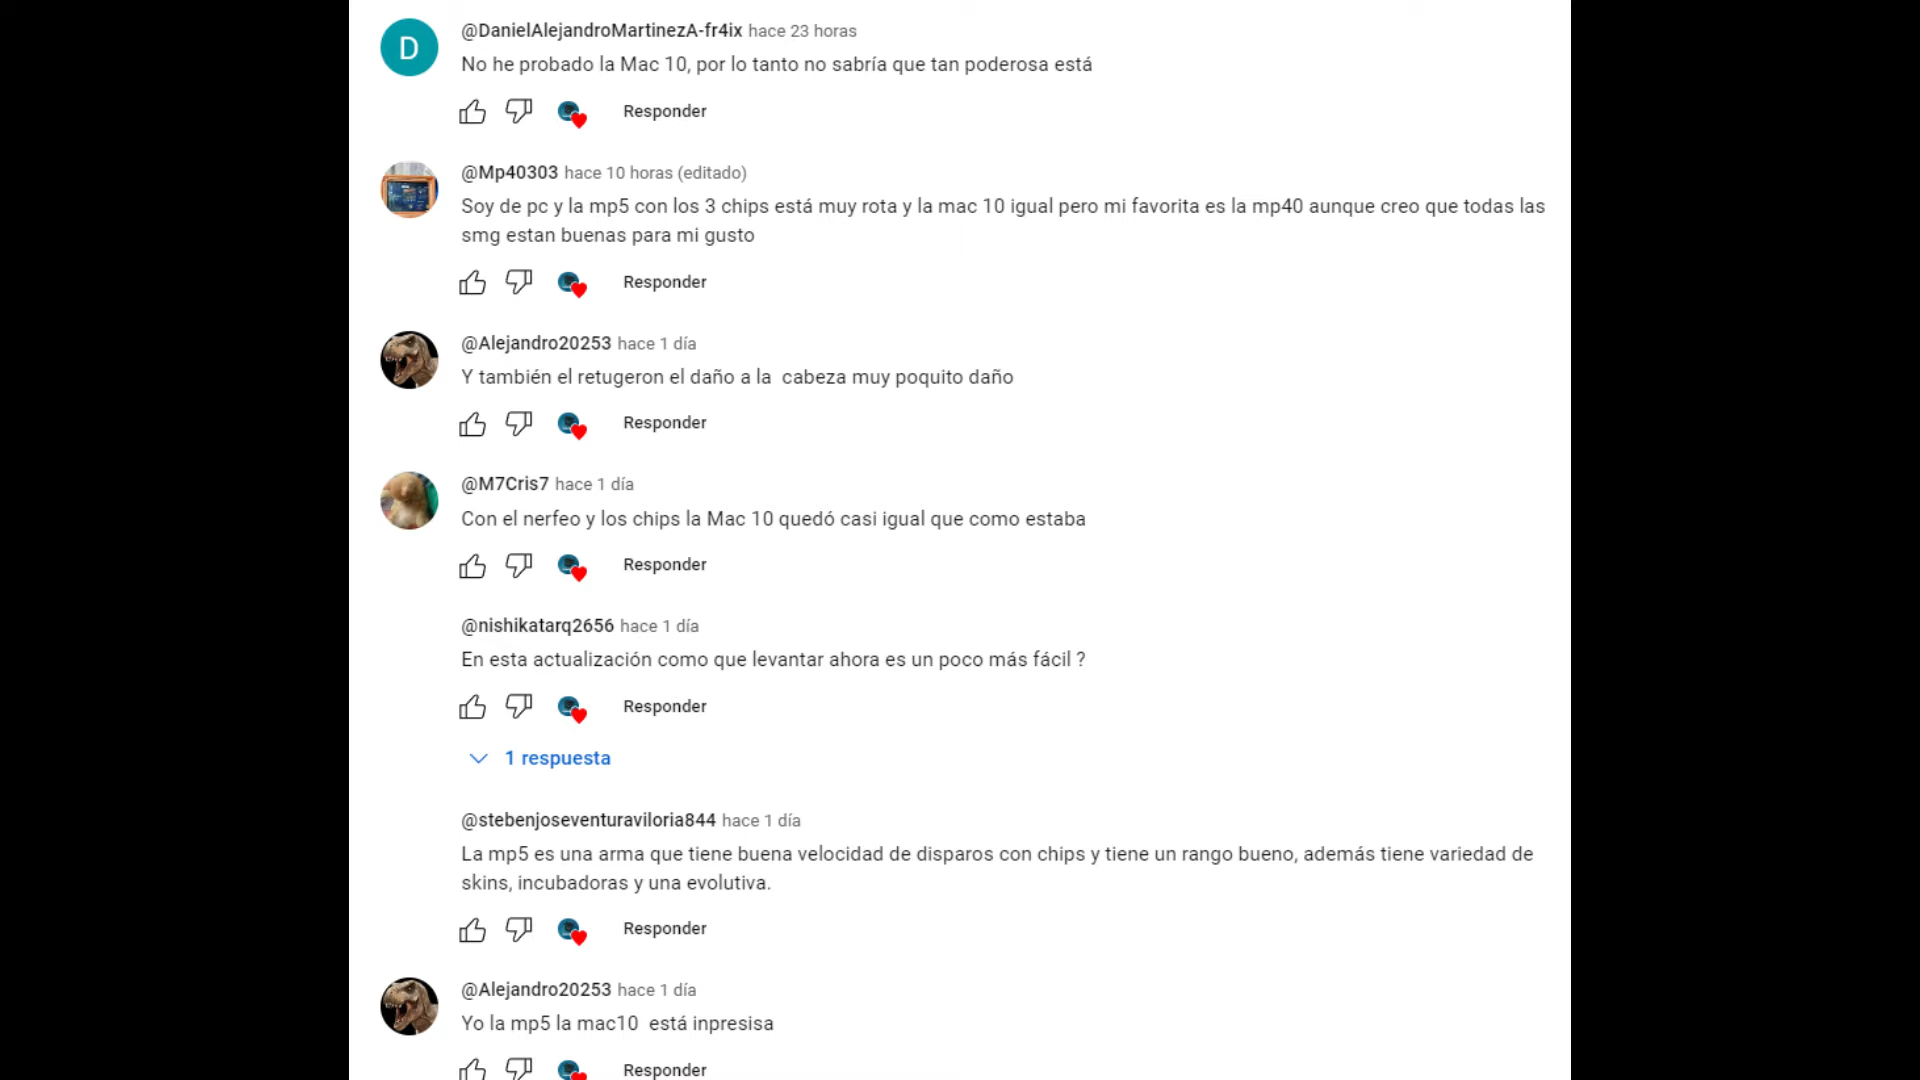 D
@DanielAlejandroMartinezA-fr4ix hace 23 horas
No he probado la Mac 10, por lo tanto no sabría que tan poderosa está
Responder
@Mp40303 hace 10 horas (editado)
Soy de pc y la mp5 con los 3 chips está muy rota y la mac 10 igual pero mi favorita es la mp40 aunque creo que todas las
smg estan buenas para mi gusto
Responder
@Alejandro20253 hace 1 día
Y también el retugeron el daño a la  cabeza muy poquito daño
Responder
@M7Cris7 hace 1 día
Con el nerfeo y los chips la Mac 10 quedó casi igual que como estaba
Responder
@nishikatarq2656 hace 1 día
En esta actualización como que levantar ahora es un poco más fácil ?
Responder
1 respuesta
@stebenjoseventuraviloria844 hace 1 día
La mp5 es una arma que tiene buena velocidad de disparos con chips y tiene un rango bueno, además tiene variedad de
skins, incubadoras y una evolutiva.
Responder
@Alejandro20253 hace 1 día
Yo la mp5 la mac10  está inpresisa
Responder